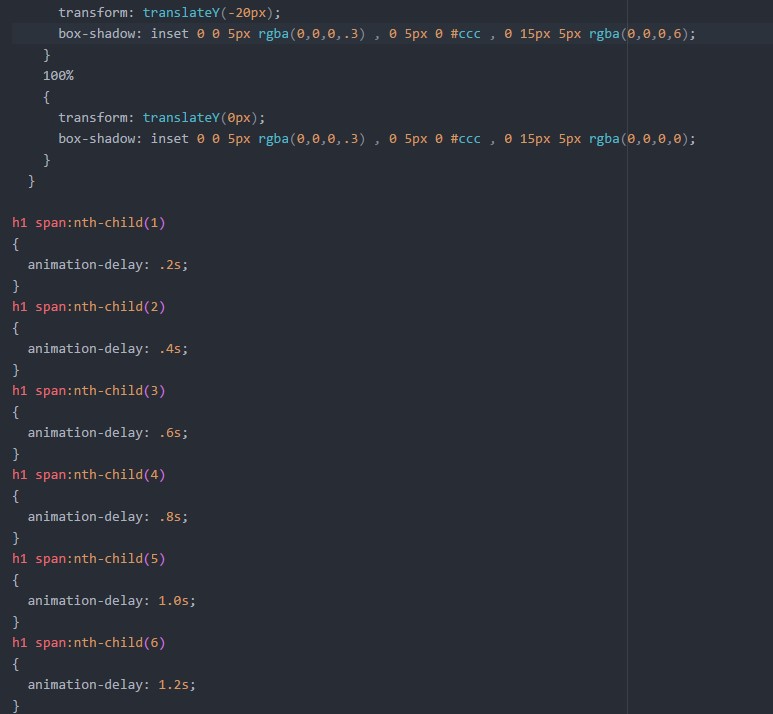 transform: translateY(-20px);
box-shadow: inset 0 0 5px rgba(0,0,0,.3) , 0 5px 0 #ccc , 0 15px 5px rgba(0,0,0,6);
}
100%
{
transform: translateY(0px);
box-shadow: inset 0 0 5px rgba(0,0,0,.3) , 0 5px 0 #ccc , 0 15px 5px rgba(0,0,0,0);
}
}
h1 span:nth-child(1)
{
animation-delay: .2s;
}
h1 span:nth-child(2)
{
animation-delay: .4s;
}
h1 span:nth-child(3)
{
animation-delay: .6s;
}
h1 span:nth-child(4)
{
animation-delay: .8s;
}
h1 span:nth-child(5)
{
animation-delay: 1.0s;
}
h1 span:nth-child(6)
{
animation-delay: 1.2s;
}